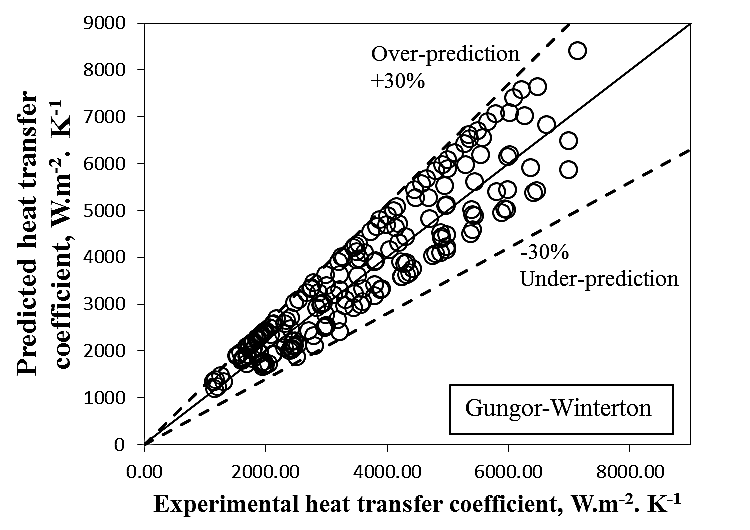 9000
8000
7000
6000
5000
4000
3000
2000
1000
0
0.00 2000.00 4000.00 6000.00 8000.00
Predicted heat transfer
coefficient, W.m⁻². K⁻¹
Experimental heat transfer coefficient, W.m⁻². K⁻¹
Over-prediction
+30%
-30%
Under-prediction
Gungor-Winterton